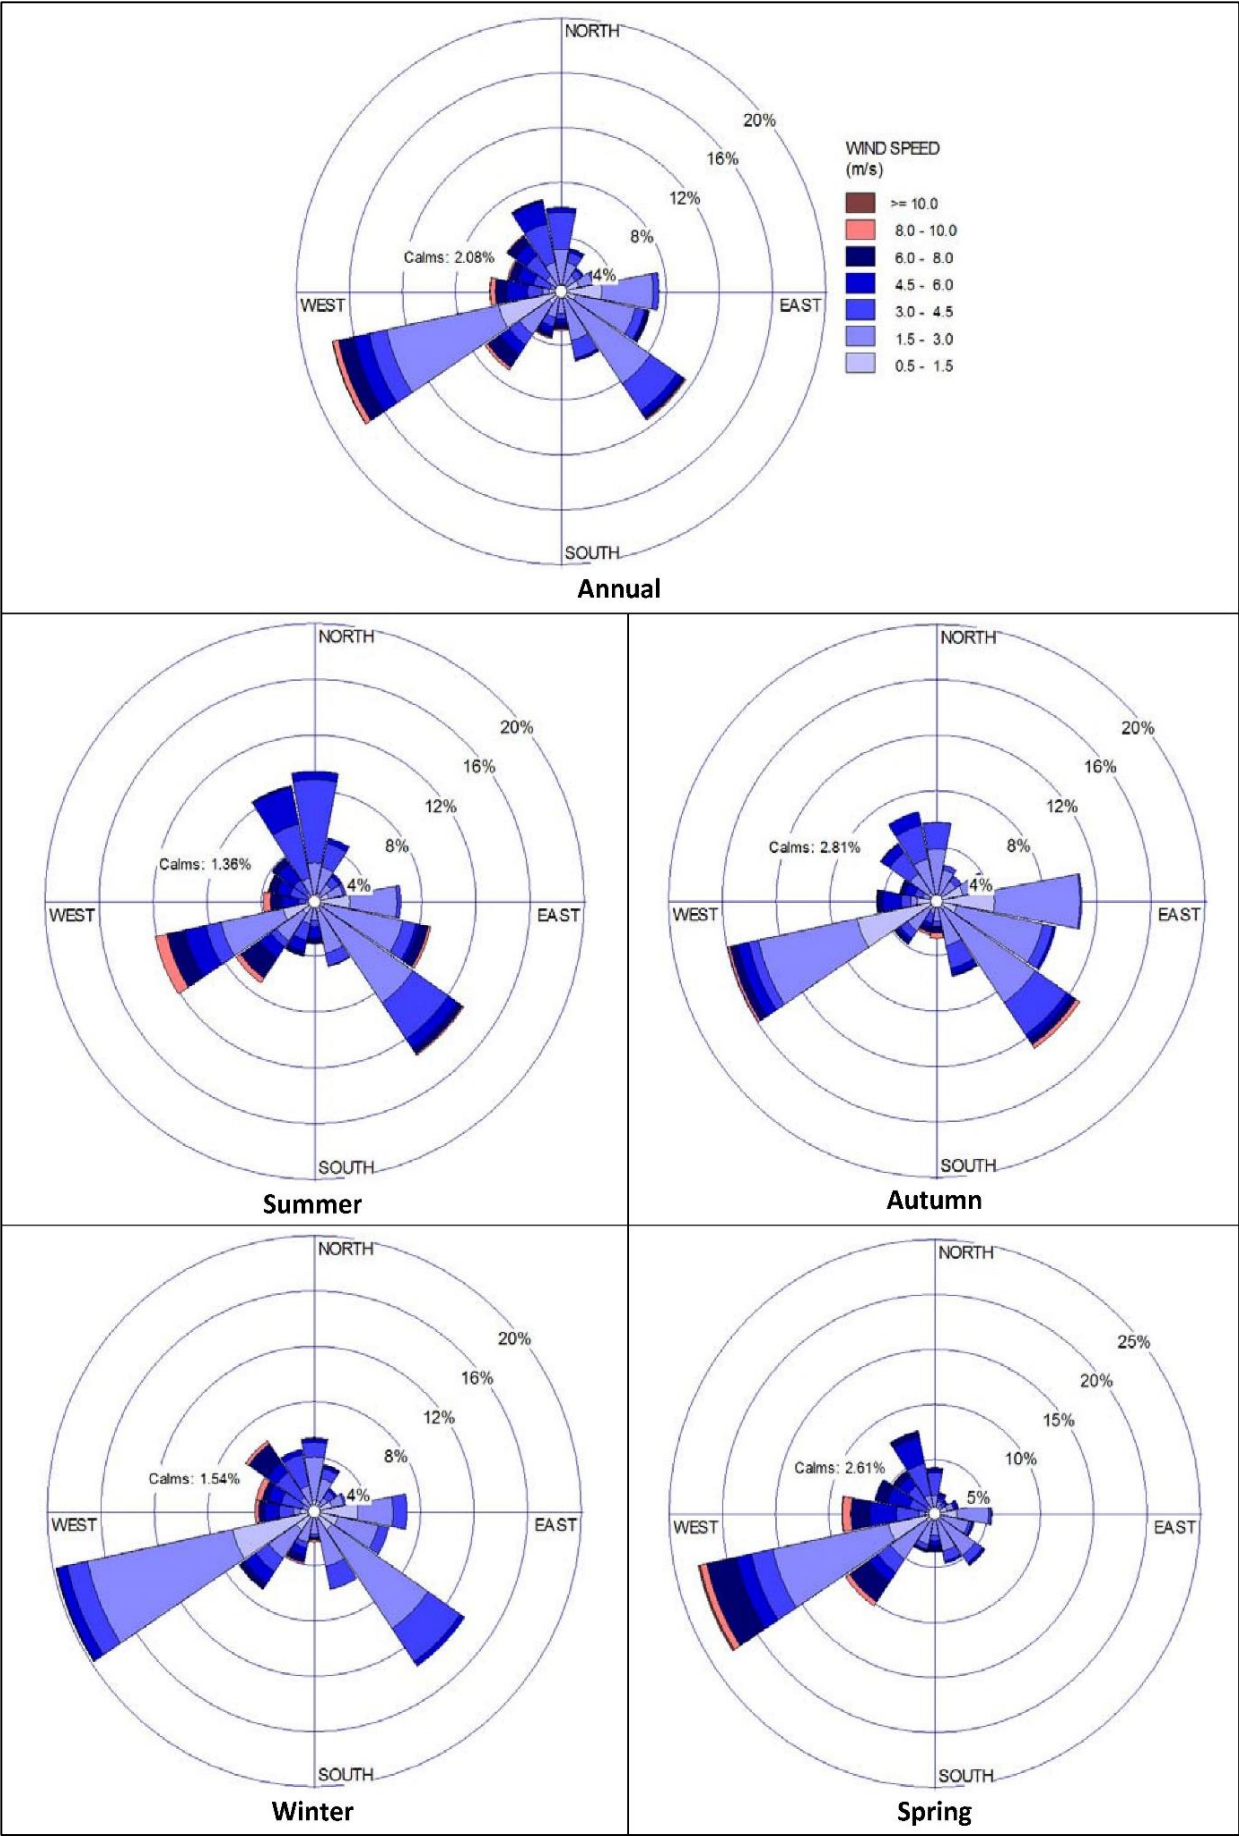 NORTH
20%
16%
12%
8%
4%
Calms: 2.08%
WEST
EAST
SOUTH
WIND SPEED
(m/s)
>= 10.0
8.0 - 10.0
6.0 - 8.0
4.5 - 6.0
3.0 - 4.5
1.5 - 3.0
0.5 - 1.5
Annual
NORTH
20%
16%
12%
8%
Calms: 1.36%
4%
WEST
EAST
SOUTH
Summer
NORTH
20%
16%
12%
8%
Calms: 2.81%
4%
WEST
EAST
SOUTH
Autumn
NORTH
20%
16%
12%
8%
Calms: 1.54%
4%
WEST
EAST
SOUTH
Winter
NORTH
25%
20%
15%
10%
Calms: 2.61%
5%
WEST
EAST
SOUTH
Spring